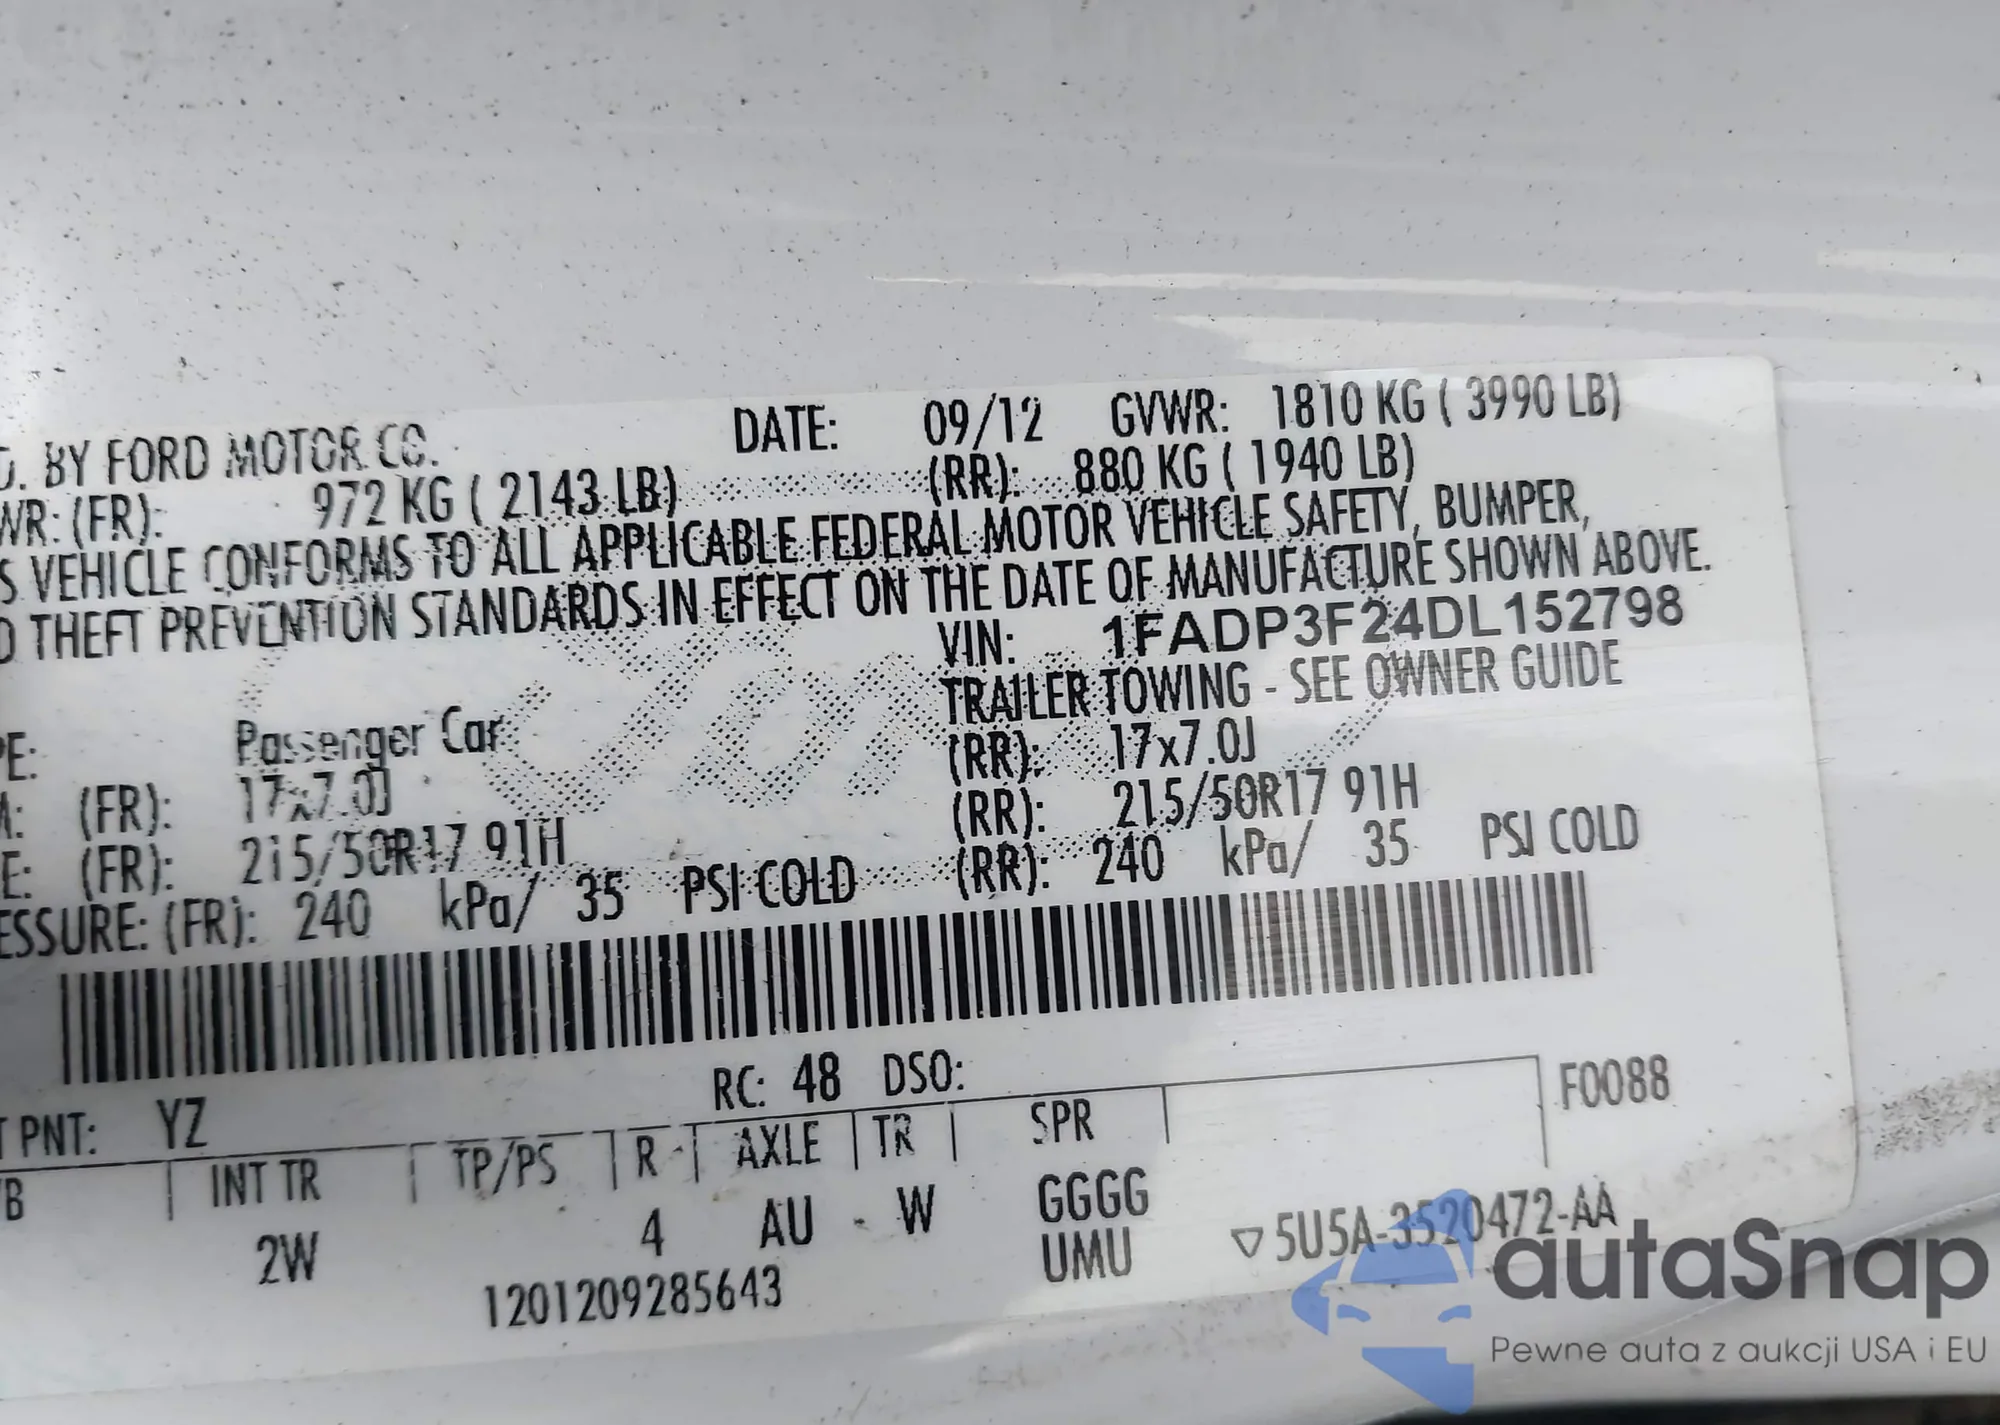 D. BY FORD MOTOR CO. DATE: 09/12 GVWR: 1810 KG ( 3990 LB)
WR: (FR): 972 KG ( 2143 LB) (RR): 880 KG ( 1940 LB)
S VEHICLE CONFORMS TO ALL APPLICABLE FEDERAL MOTOR VEHICLE SAFETY, BUMPER,
D THEFT PREVENTION STANDARDS IN EFFECT ON THE DATE OF MANUFACTURE SHOWN ABOVE.
VIN: 1FADP3F24DL152798
TRAILER TOWING - SEE OWNER GUIDE
PE: Passenger Car
M: (FR): 17x7.0J (RR): 17x7.0J
E: (FR): 215/50R17 91H (RR): 215/50R17 91H
ESSURE: (FR): 240 kPa/ 35 PSI COLD (RR): 240 kPa/ 35 PSI COLD
T PNT: YZ RC: 48 DSO: F0088
/B INT TR TP/PS R AXLE TR SPR
2W 4 AU W GGGG
UMU
▽5U5A-3520472-AA
1201209285643
autaSnap
Pewne auta z aukcji USA i EU